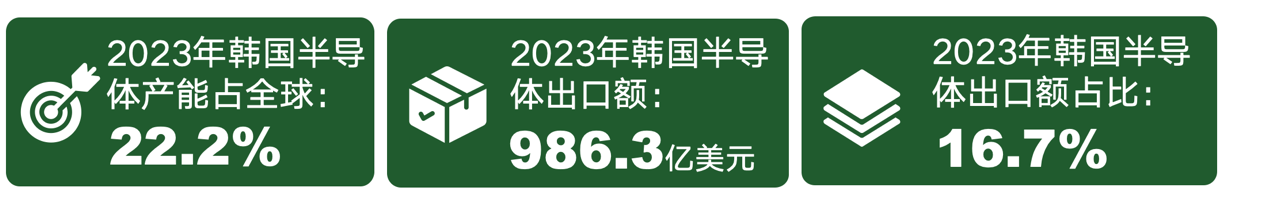 2023年韩国半导
体产能占全球：
22.2%
2023年韩国半导
体出口额：
986.3亿美元
2023年韩国半导
体出口额占比：
16.7%